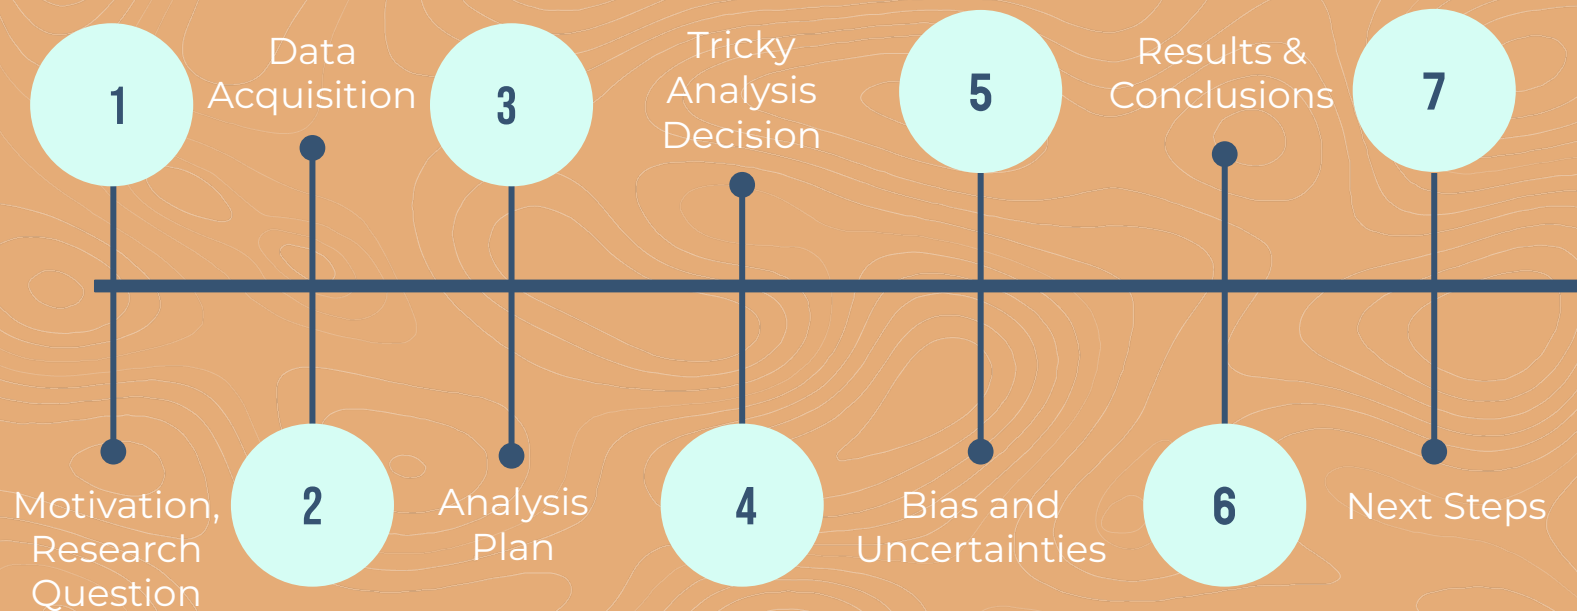 1
Motivation,
Research
Question
Data
Acquisition
2
3
Analysis
Plan
Tricky
Analysis
Decision
4
5
Bias and
Uncertainties
Results &
Conclusions
6
7
Next Steps